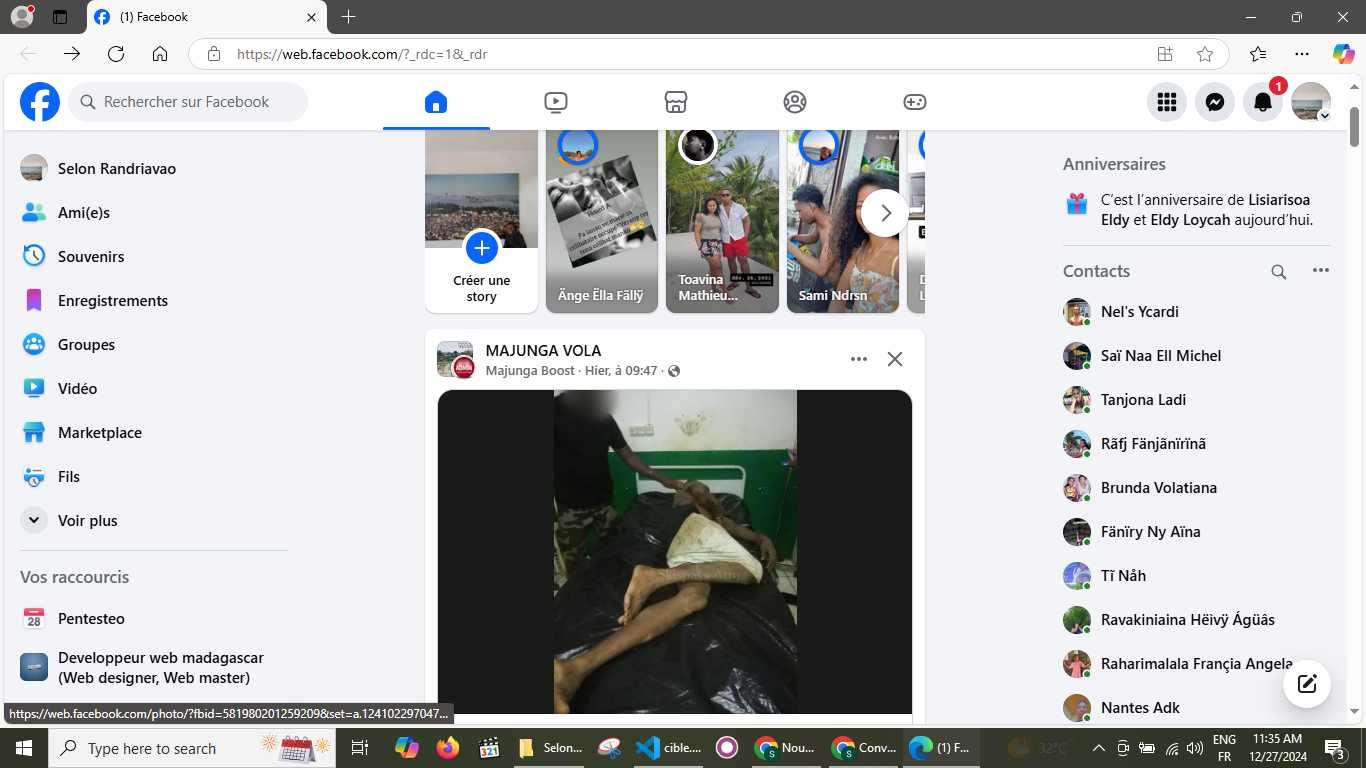 (1) Facebook
https://web.facebook.com/?_rdc=1&_rdr
Rechercher sur Facebook
1
Selon Randriavao
Ami(e)s
Souvenirs
Enregistrements
Groupes
Vidéo
Marketplace
Fils
Voir plus
Vos raccourcis
28
Pentesteo
Developpeur web madagascar
(Web designer, Web master)
https://web.facebook.com/photo/?fbid=581980201259209&set=a.124102297047...
Créer une
story
Änge Ëlla Fällÿ
Toavina
Mathieu...
Sami Ndrsn
MAJUNGA VOLA
Majunga Boost · Hier, à 09:47 ·
Anniversaires
C'est l'anniversaire de Lisiarisoa
Eldy et Eldy Loycah aujourd'hui.
Contacts
Nel's Ycardi
Saï Naa Ell Michel
Tanjona Ladi
Rãfj Fänjãnïrïnã
Brunda Volatiana
Fänïry Ny Aïna
Tĩ Nåh
Ravakiniaina Hëìvÿ Ágüâs
Raharimalala Françia Angela
Nantes Adk
Type here to search
321
Selon...
cible....
Nou...
Conv...
(1) F...
32°C
ENG
FR
11:35 AM
12/27/2024
3